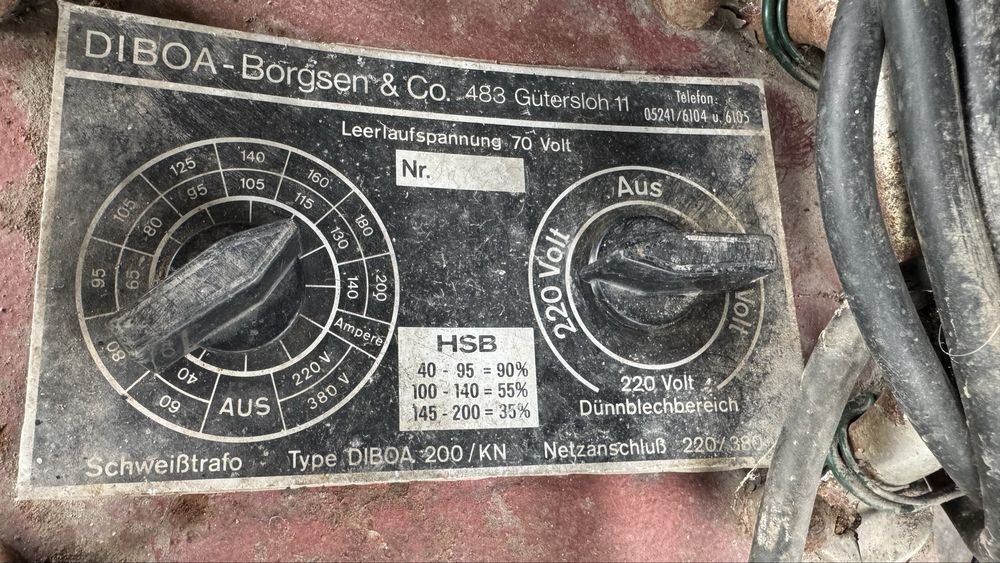 DIBOA-Borgsen & Co. 483 Gütersloh 11
Telefon:
05241/6104 u. 6105
Leerlaufspannung 70 Volt
Nr.
60 80 95 105 125 140 160 180 200
40 65 80 95 105 115 130 140
Ampere
220 V
380 V
AUS
Aus
220 Volt
Volt
220 Volt
Dünnblechbereich
HSB
40 - 95 = 90%
100 - 140 = 55%
145 - 200 = 35%
Schweißtrafo Type DIBOA 200/KN Netzanschluß 220/380